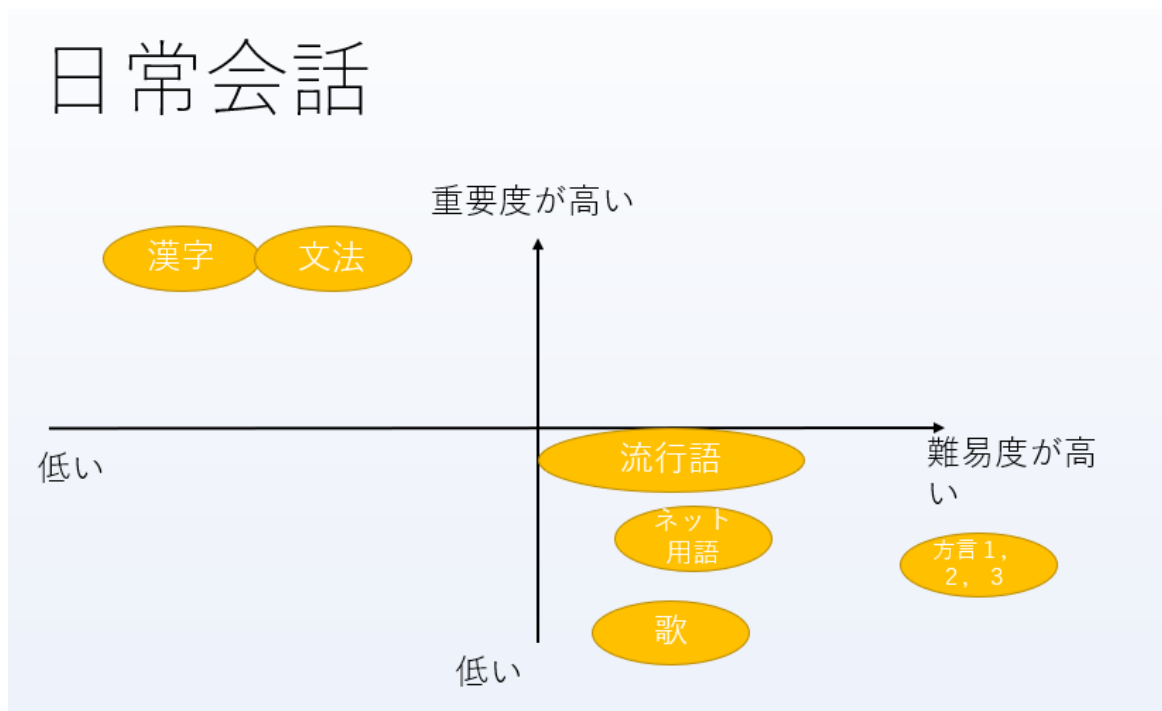 日常会話
重要度が高い
漢字
文法
低い
難易度が高
い
流行語
ネット
用語
方言１，
２，３
歌
低い